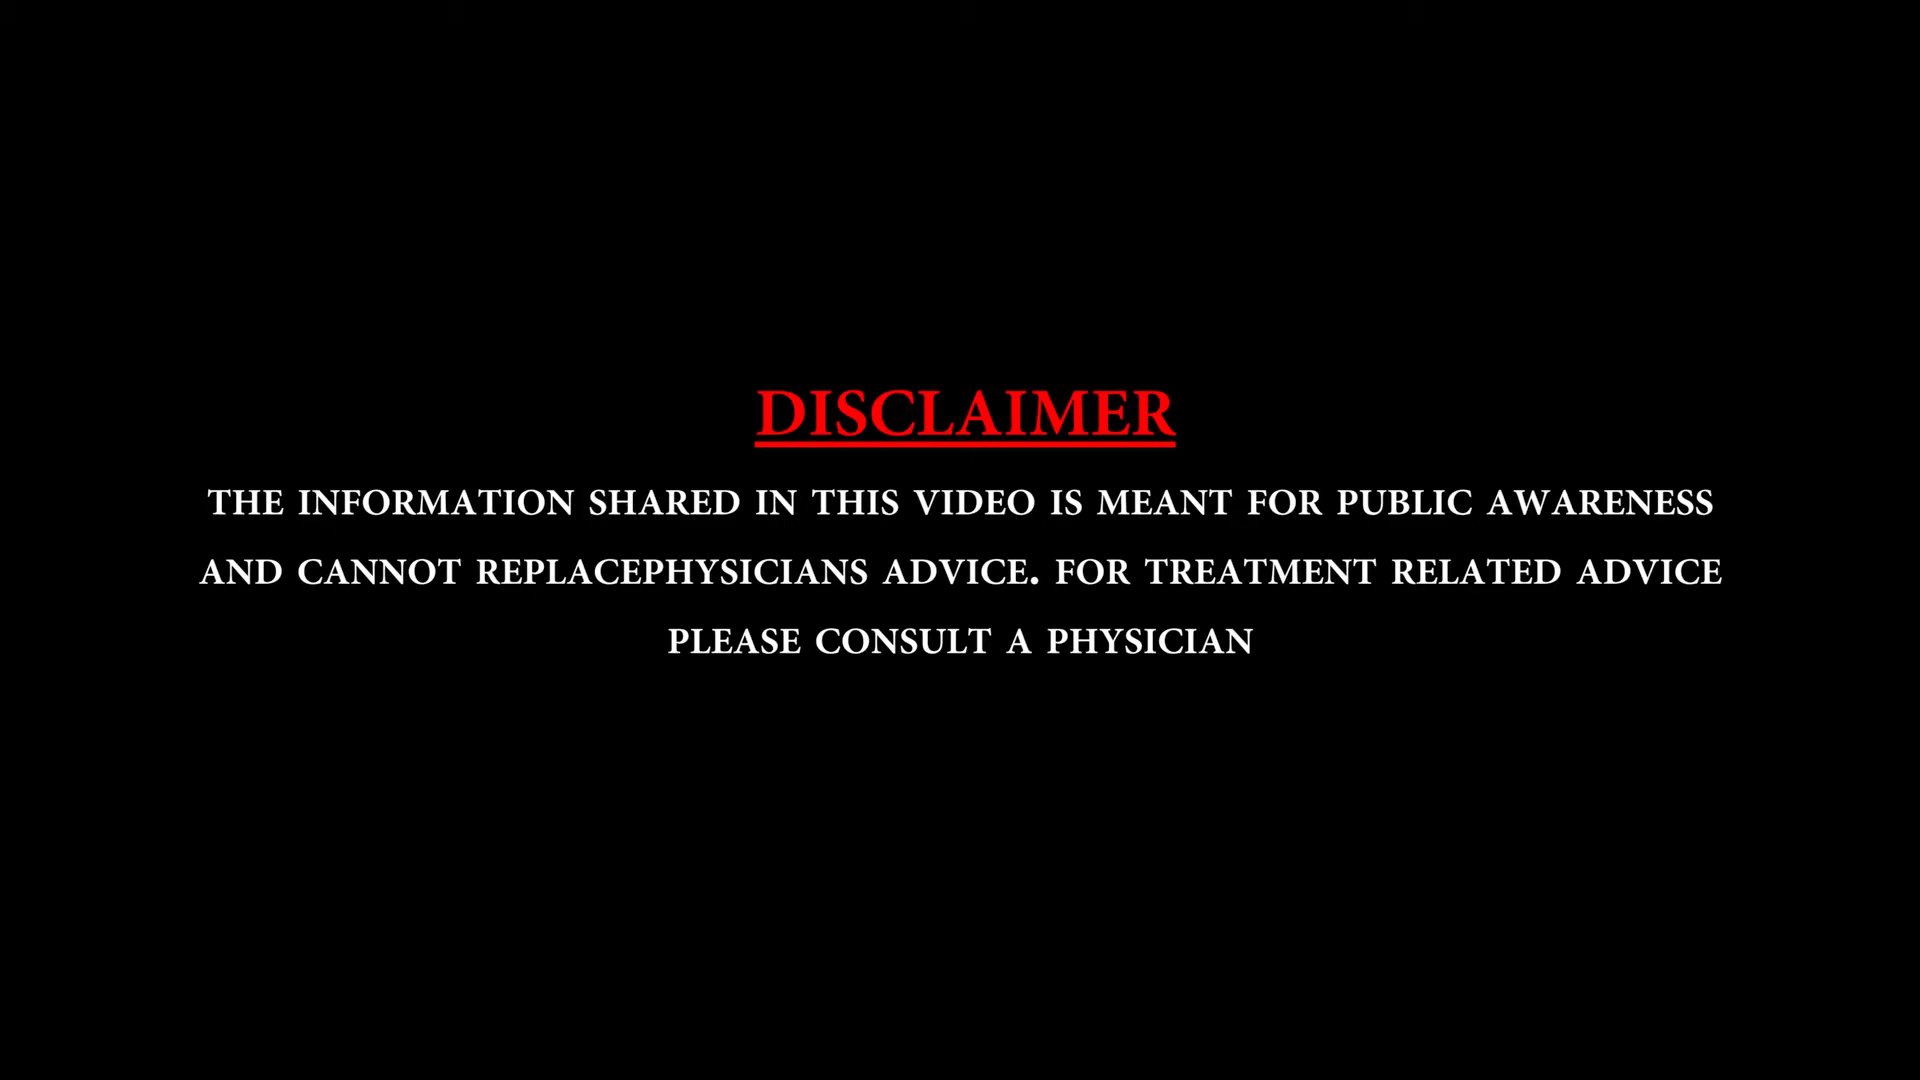 DISCLAIMER
THE INFORMATION SHARED IN THIS VIDEO IS MEANT FOR PUBLIC AWARENESS
AND CANNOT REPLACEPHYSICIANS ADVICE. FOR TREATMENT RELATED ADVICE
PLEASE CONSULT A PHYSICIAN